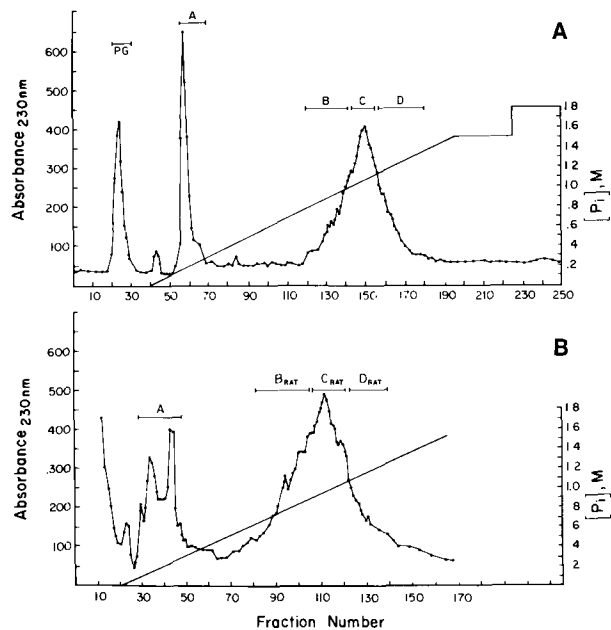 A
PG
A
B
C
D
Absorbance 230nm
600
500
400
300
200
100
1.8
1.6
1.4
1.2
1.0
.8
.6
.4
.2
[Pi], M
10 30 50 70 90 110 130 150 170 190 210 230 250
B
A
B RAT
C RAT
D RAT
Absorbance 230nm
600
500
400
300
200
100
1.8
1.6
1.4
1.2
1.0
.8
.6
.4
.2
[Pi], M
10 30 50 70 90 110 130 150 170
Fraction Number